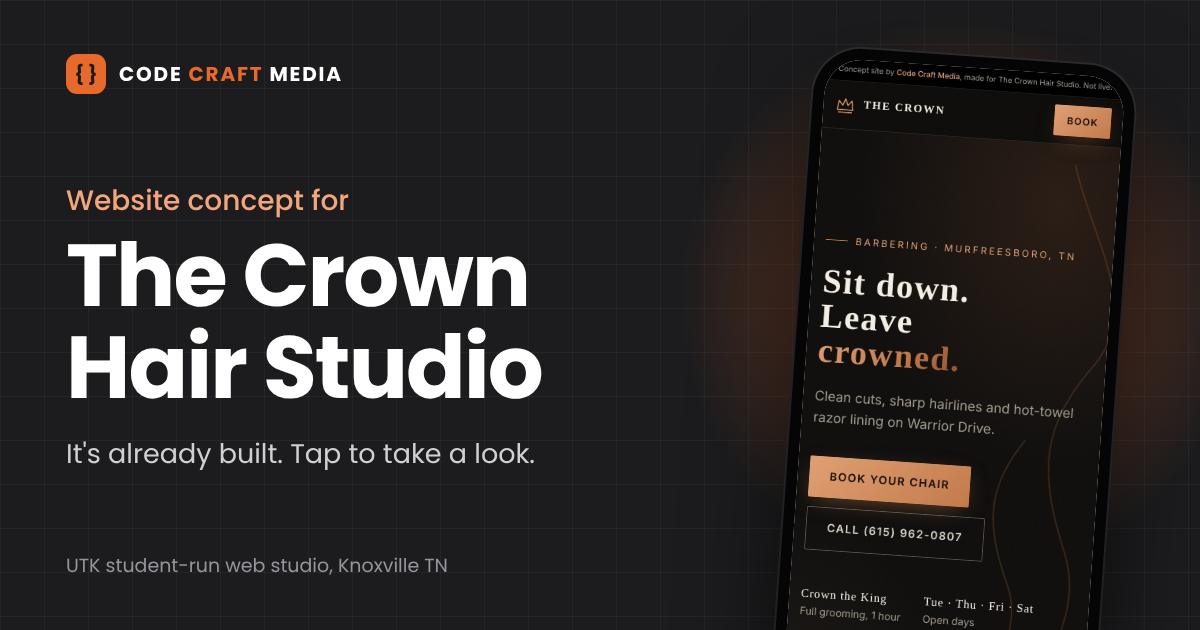 { } CODE CRAFT MEDIA
Website concept for
The Crown
Hair Studio
It's already built. Tap to take a look.
UTK student-run web studio, Knoxville TN
Concept site by Code Craft Media, made for The Crown Hair Studio. Not live.
THE CROWN
BOOK
BARBERING · MURFREESBORO, TN
Sit down.
Leave
crowned.
Clean cuts, sharp hairlines and hot-towel
razor lining on Warrior Drive.
BOOK YOUR CHAIR
CALL (615) 962-0807
Crown the King
Full grooming, 1 hour
Tue · Thu · Fri · Sat
Open days